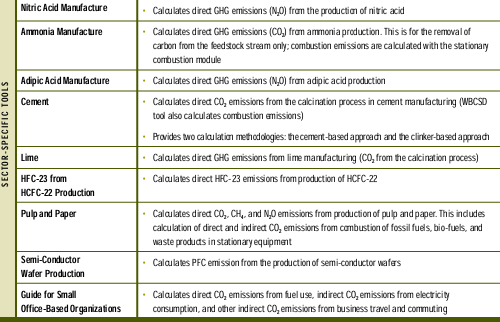 SECTOR-SPECIFIC TOOLS
Nitric Acid Manufacture
• Calculates direct GHG emissions (N₂O) from the production of nitric acid
Ammonia Manufacture
• Calculates direct GHG emissions (CO₂) from ammonia production. This is for the removal of
carbon from the feedstock stream only; combustion emissions are calculated with the stationary
combustion module
Adipic Acid Manufacture
• Calculates direct GHG emissions (N₂O) from adipic acid production
Cement
• Calculates direct CO₂ emissions from the calcination process in cement manufacturing (WBCSD
tool also calculates combustion emissions)
• Provides two calculation methodologies: the cement-based approach and the clinker-based approach
Lime
• Calculates direct GHG emissions from lime manufacturing (CO₂ from the calcination process)
HFC-23 from
HCFC-22 Production
• Calculates direct HFC-23 emissions from production of HCFC-22
Pulp and Paper
• Calculates direct CO₂, CH₄, and N₂O emissions from production of pulp and paper. This includes
calculation of direct and indirect CO₂ emissions from combustion of fossil fuels, bio-fuels, and
waste products in stationary equipment
Semi-Conductor
Wafer Production
• Calculates PFC emission from the production of semi-conductor wafers
Guide for Small
Office-Based Organizations
• Calculates direct CO₂ emissions from fuel use, indirect CO₂ emissions from electricity
consumption, and other indirect CO₂ emissions from business travel and commuting